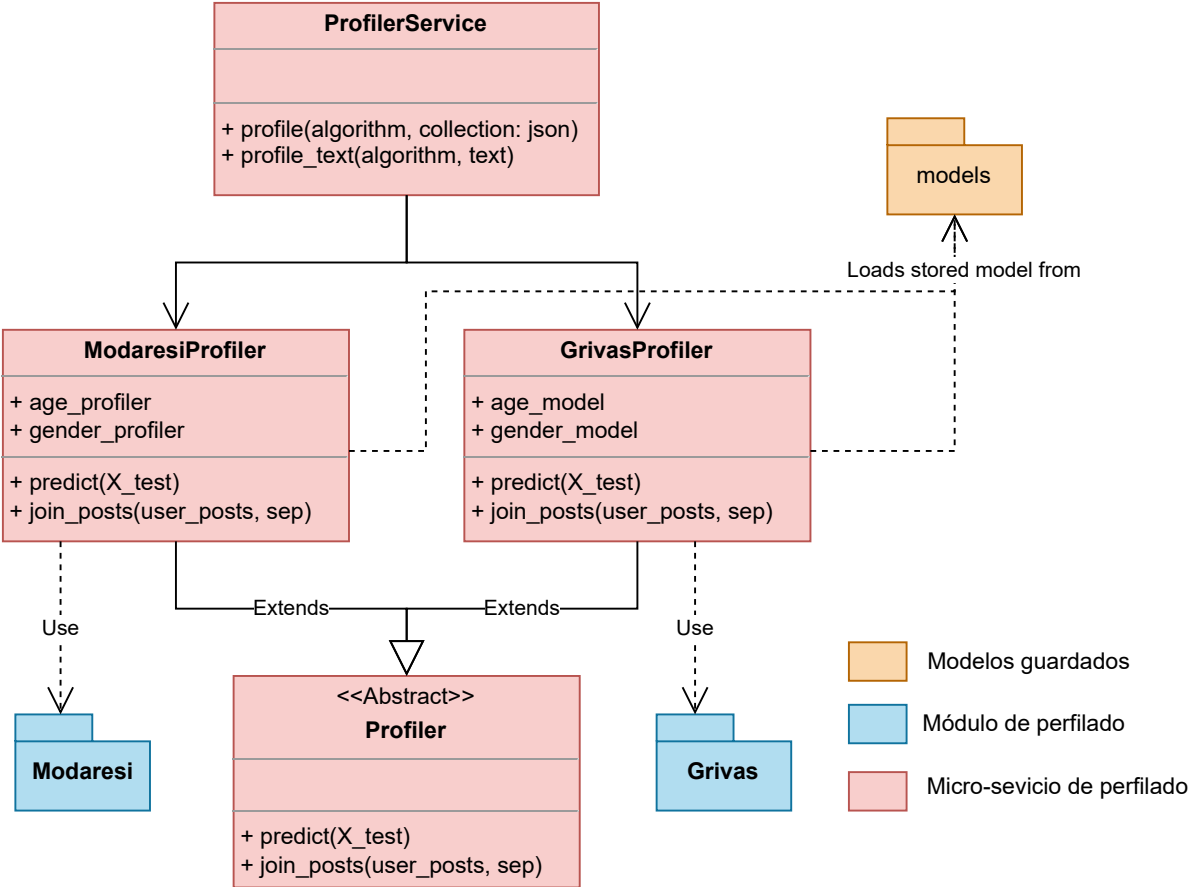 ProfilerService
+ profile(algorithm, collection: json)
+ profile_text(algorithm, text)
models
Loads stored model from
ModaresiProfiler
+ age_profiler
+ gender_profiler
+ predict(X_test)
+ join_posts(user_posts, sep)
GrivasProfiler
+ age_model
+ gender_model
+ predict(X_test)
+ join_posts(user_posts, sep)
Extends
Extends
Use
Use
Modaresi
<<Abstract>>
Profiler
+ predict(X_test)
+ join_posts(user_posts, sep)
Grivas
Modelos guardados
Módulo de perfilado
Micro-sevicio de perfilado